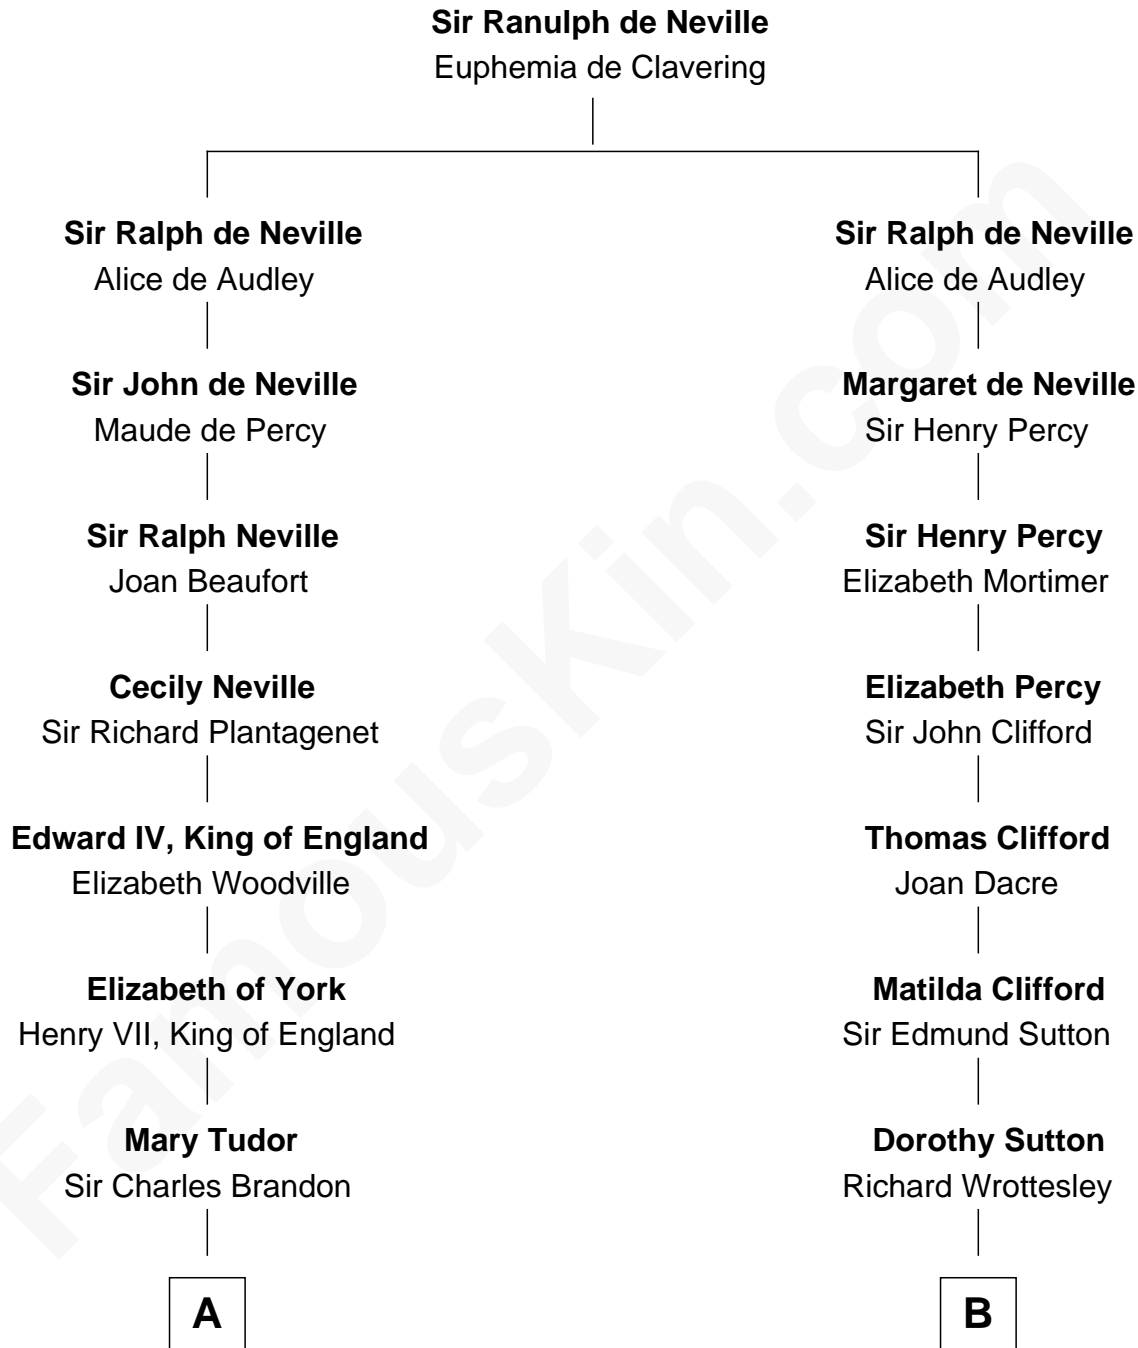 Sir Ranulph de Neville
Euphemia de Clavering
Sir Ralph de Neville
Alice de Audley
Sir John de Neville
Maude de Percy
Sir Ralph Neville
Joan Beaufort
Cecily Neville
Sir Richard Plantagenet
Edward IV, King of England
Elizabeth Woodville
Elizabeth of York
Henry VII, King of England
Mary Tudor
Sir Charles Brandon
A
Sir Ralph de Neville
Alice de Audley
Margaret de Neville
Sir Henry Percy
Sir Henry Percy
Elizabeth Mortimer
Elizabeth Percy
Sir John Clifford
Thomas Clifford
Joan Dacre
Matilda Clifford
Sir Edmund Sutton
Dorothy Sutton
Richard Wrottesley
B
FamousKin.com